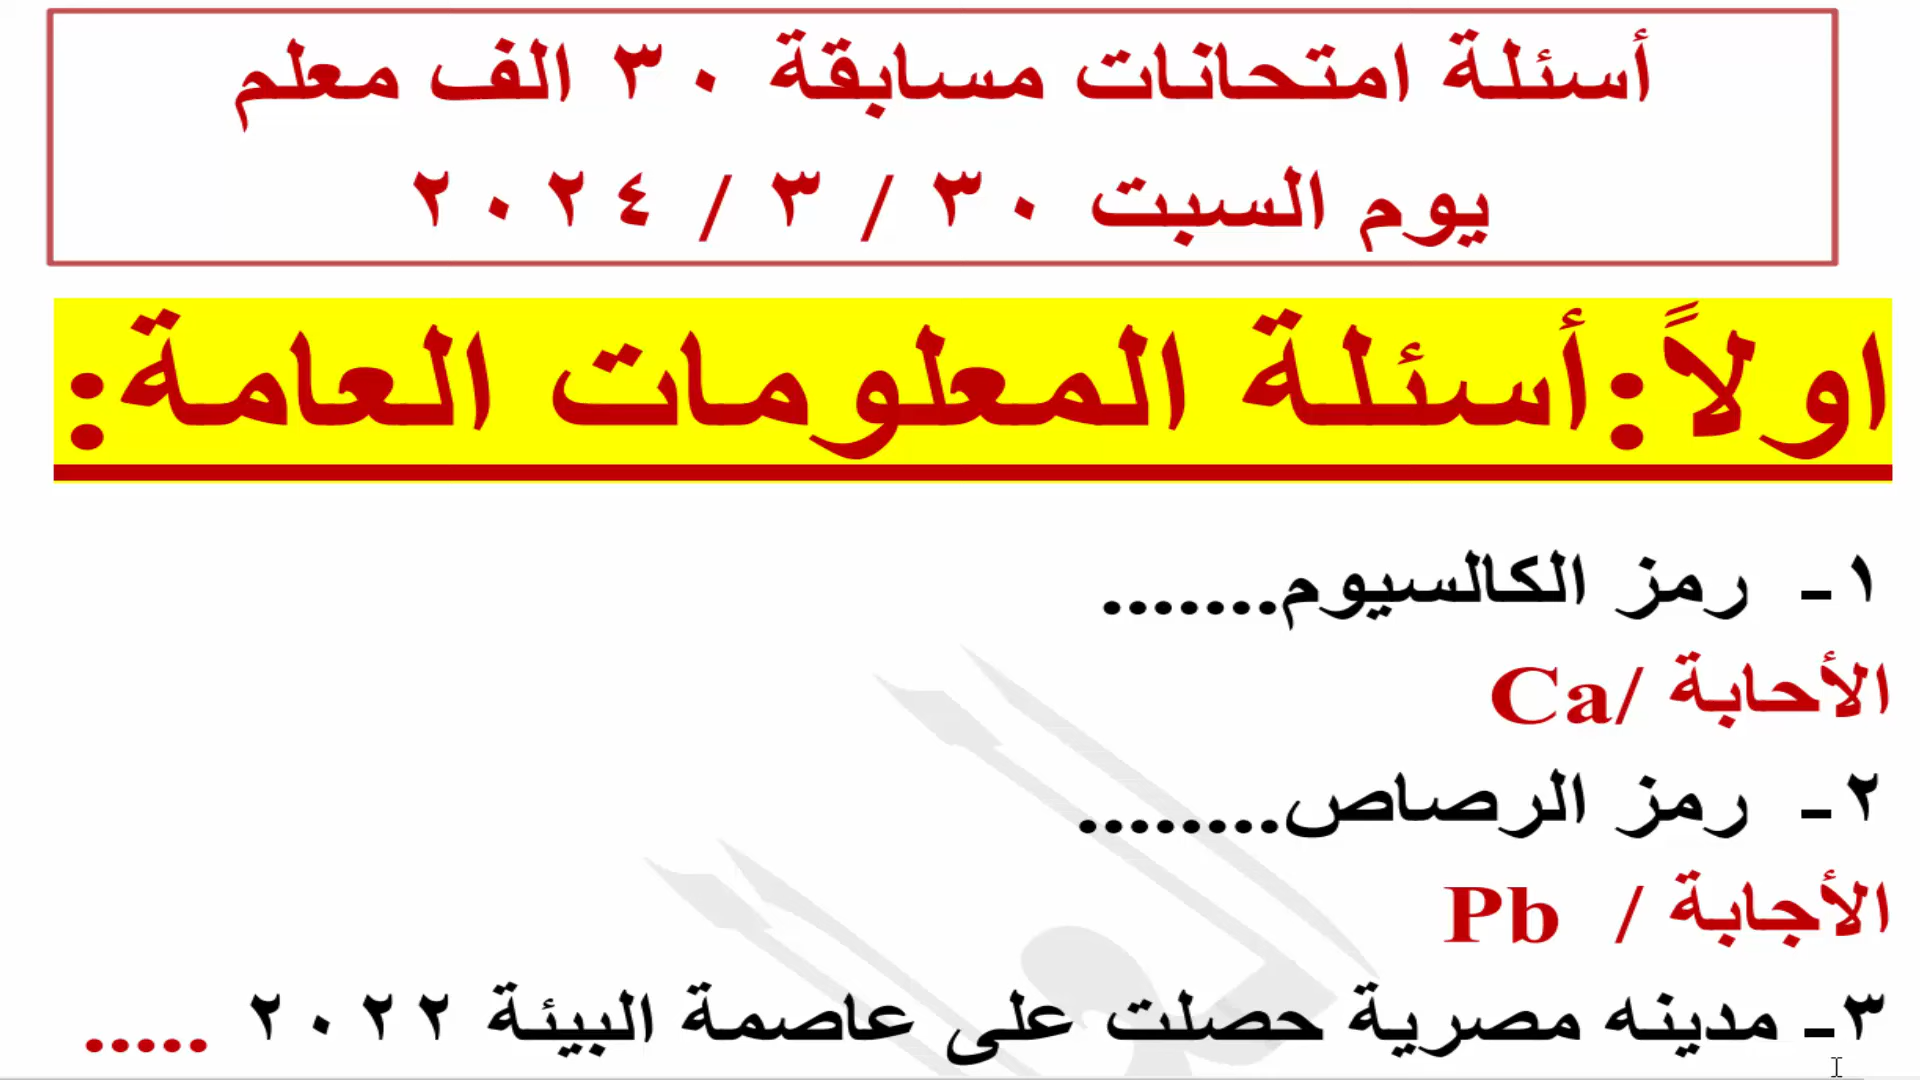 أسئلة امتحانات مسابقة ٣٠ الف معلم
يوم السبت ٣٠ / ٣ / ٢٠٢٤
اولاً:أسئلة المعلومات العامة:
١- رمز الكالسيوم.......
الأحابة /Ca
٢- رمز الرصاص........
الأجابة / Pb
٣- مدينه مصرية حصلت على عاصمة البيئة ٢٠٢٢ .....